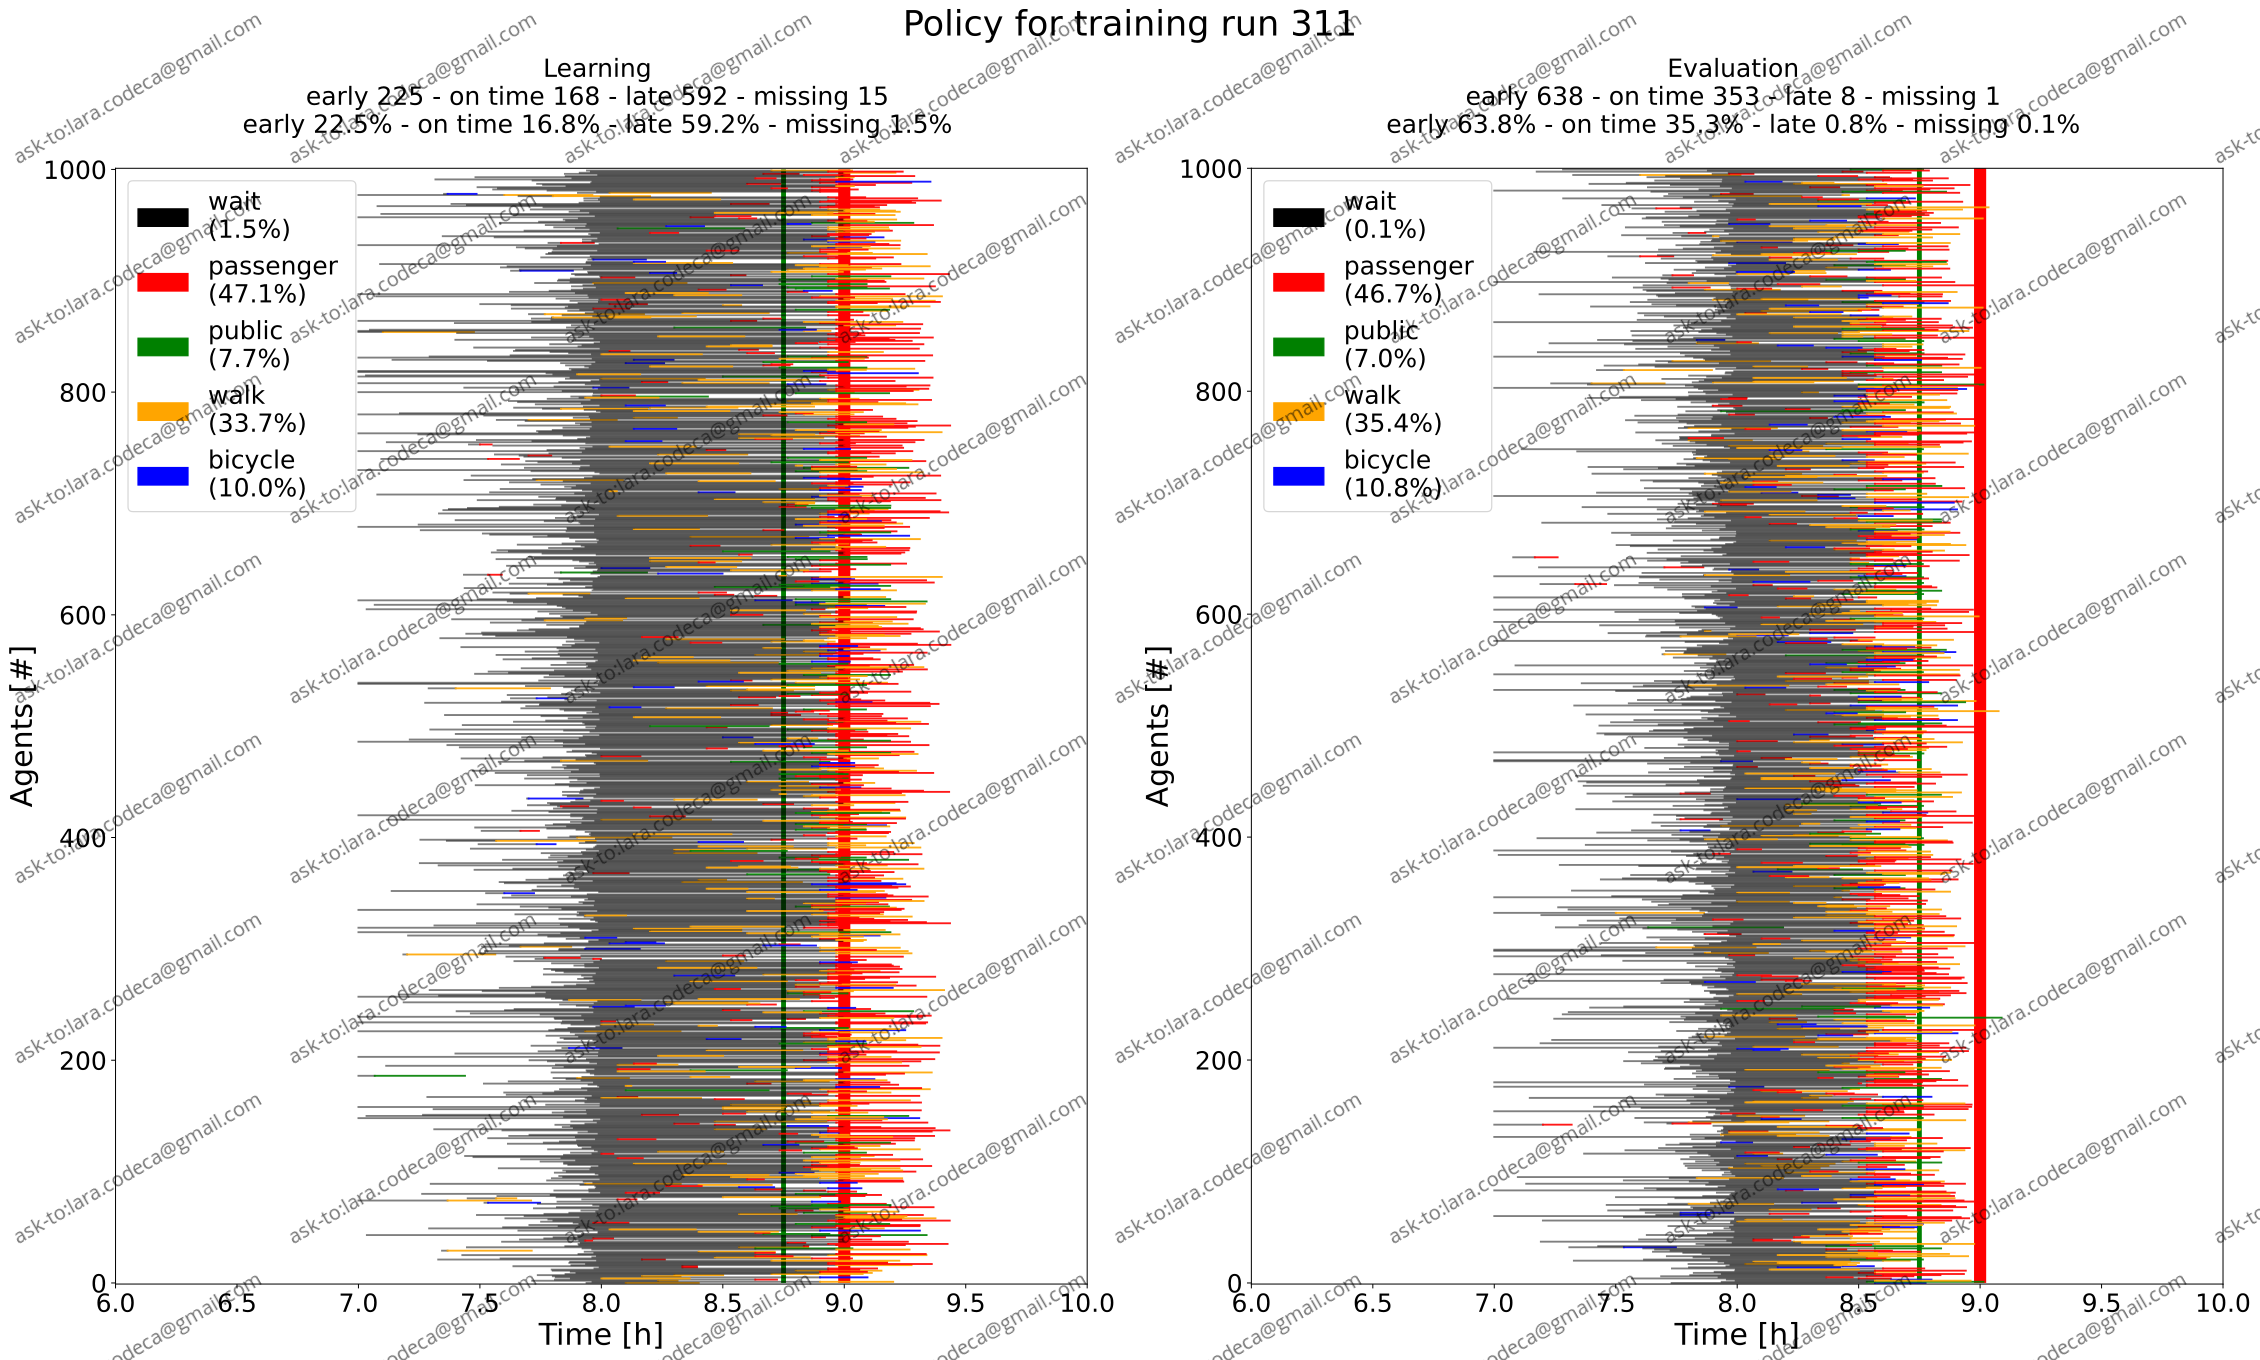 Policy for training run 311
Learning
early 225 - on time 168 - late 592 - missing 15
early 22.5% - on time 16.8% - late 59.2% - missing 1.5%
Evaluation
early 638 - on time 353 - late 8 - missing 1
early 63.8% - on time 35.3% - late 0.8% - missing 0.1%
Agents [#]
1000
800
600
400
200
0
wait
(1.5%)
passenger
(47.1%)
public
(7.7%)
walk
(33.7%)
bicycle
(10.0%)
6.0 6.5 7.0 7.5 8.0 8.5 9.0 9.5 10.0
Time [h]
Agents [#]
1000
800
600
400
200
0
wait
(0.1%)
passenger
(46.7%)
public
(7.0%)
walk
(35.4%)
bicycle
(10.8%)
6.0 6.5 7.0 7.5 8.0 8.5 9.0 9.5 10.0
Time [h]
ask-to:lara.codeca@gmail.com